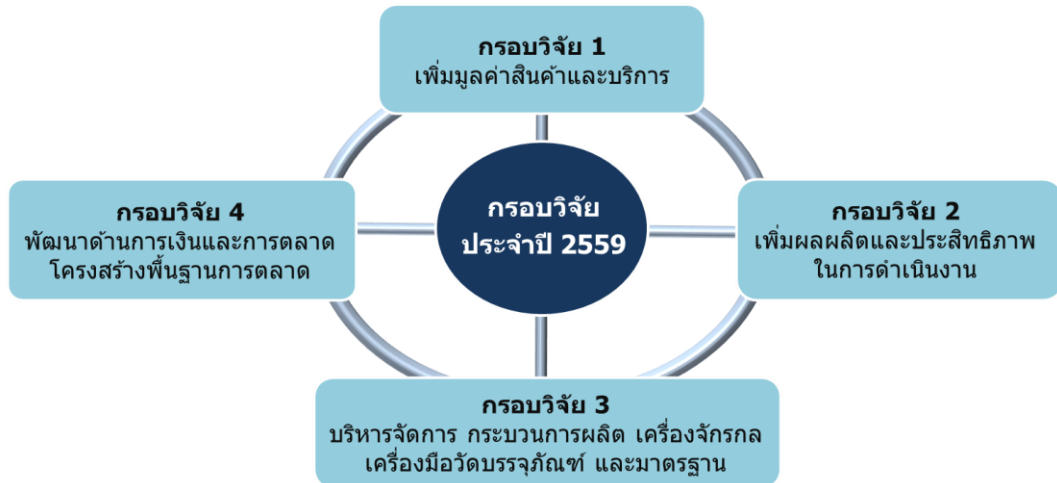 กรอบวิจัย 1
เพิ่มมูลค่าสินค้าและบริการ
กรอบวิจัย 4
พัฒนาด้านการเงินและการตลาด
โครงสร้างพื้นฐานการตลาด
กรอบวิจัย
ประจำปี 2559
กรอบวิจัย 2
เพิ่มผลผลิตและประสิทธิภาพ
ในการดำเนินงาน
กรอบวิจัย 3
บริหารจัดการ กระบวนการผลิต เครื่องจักรกล
เครื่องมือวัดบรรจุภัณฑ์ และมาตรฐาน